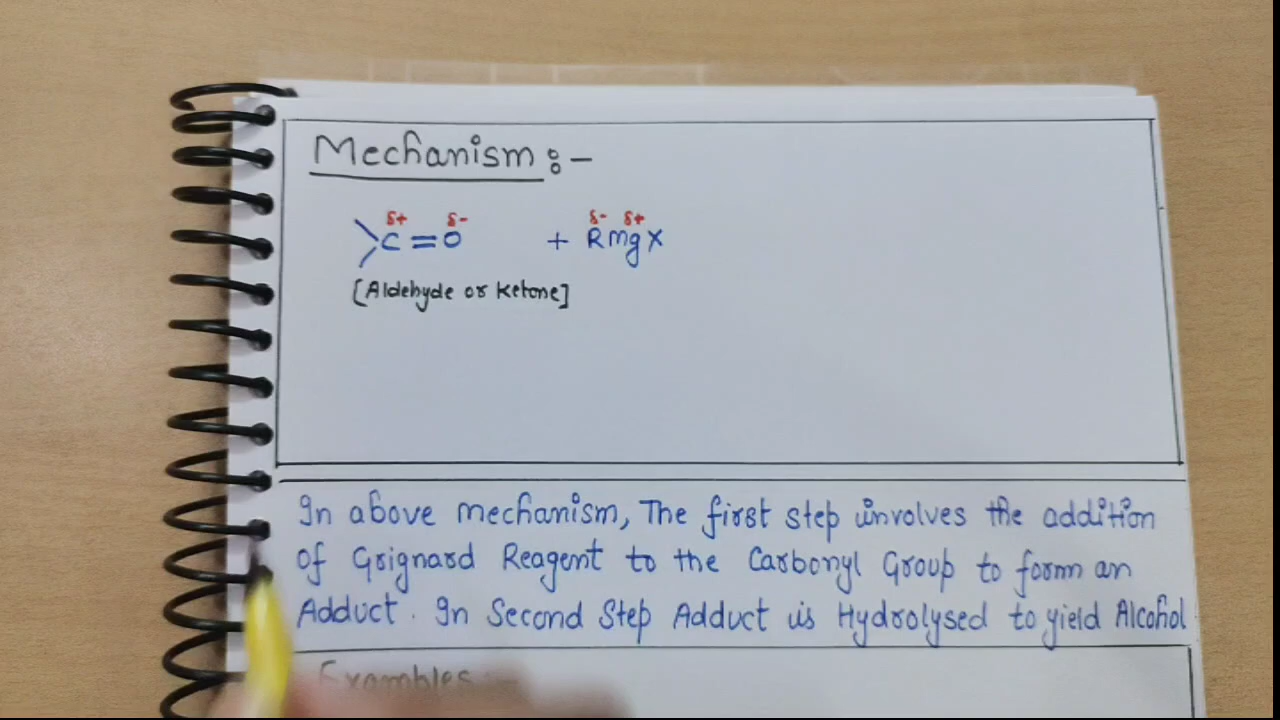 Mechanism :-
δ+ δ- δ- δ+
>C=O + RmgX
[Aldehyde or Ketone]
In above mechanism, The first step involves the addition
of Grignard Reagent to the Carbonyl Group to form an
Adduct. In Second Step Adduct is Hydrolysed to yield Alcohol
Examples